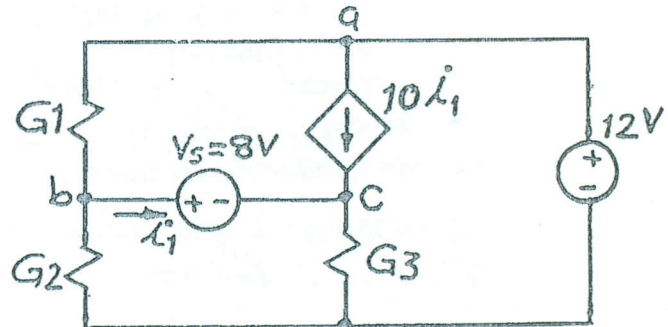 a
10i₁
G1
12V
+
-
Vs=8V
b
+ -
c
i₁
G2
G3